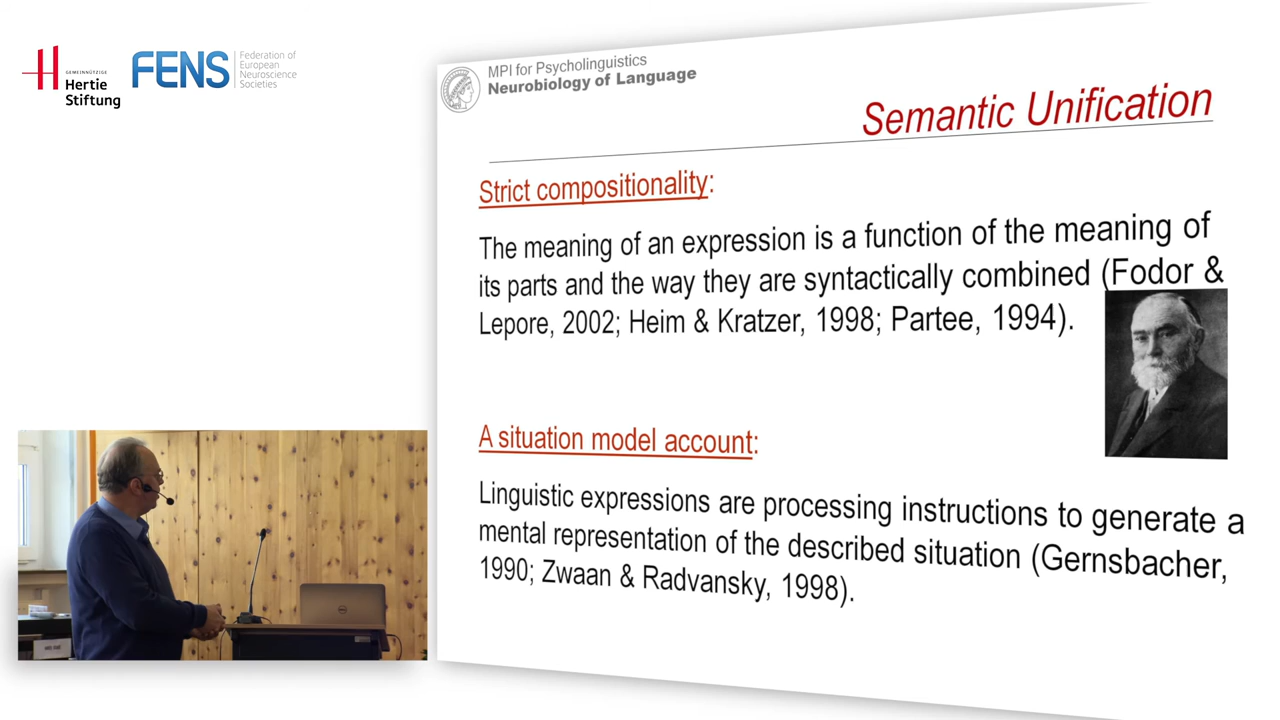 GEMEINNÜTZIGE
Hertie
Stiftung
FENS
Federation of
European
Neuroscience
Societies
MPI for Psycholinguistics
Neurobiology of Language
Semantic Unification
Strict compositionality:
The meaning of an expression is a function of the meaning of
its parts and the way they are syntactically combined (Fodor &
Lepore, 2002; Heim & Kratzer, 1998; Partee, 1994).
A situation model account:
Linguistic expressions are processing instructions to generate a
mental representation of the described situation (Gernsbacher,
1990; Zwaan & Radvansky, 1998).
DELL